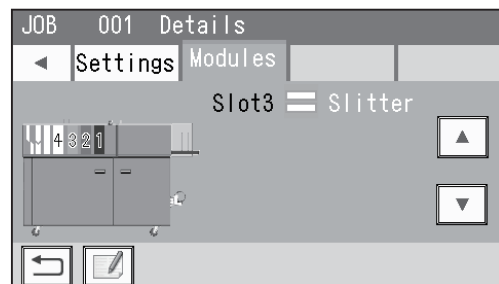 JOB 001 Details
Settings Modules
Slot3 Slitter
4 3 2 1